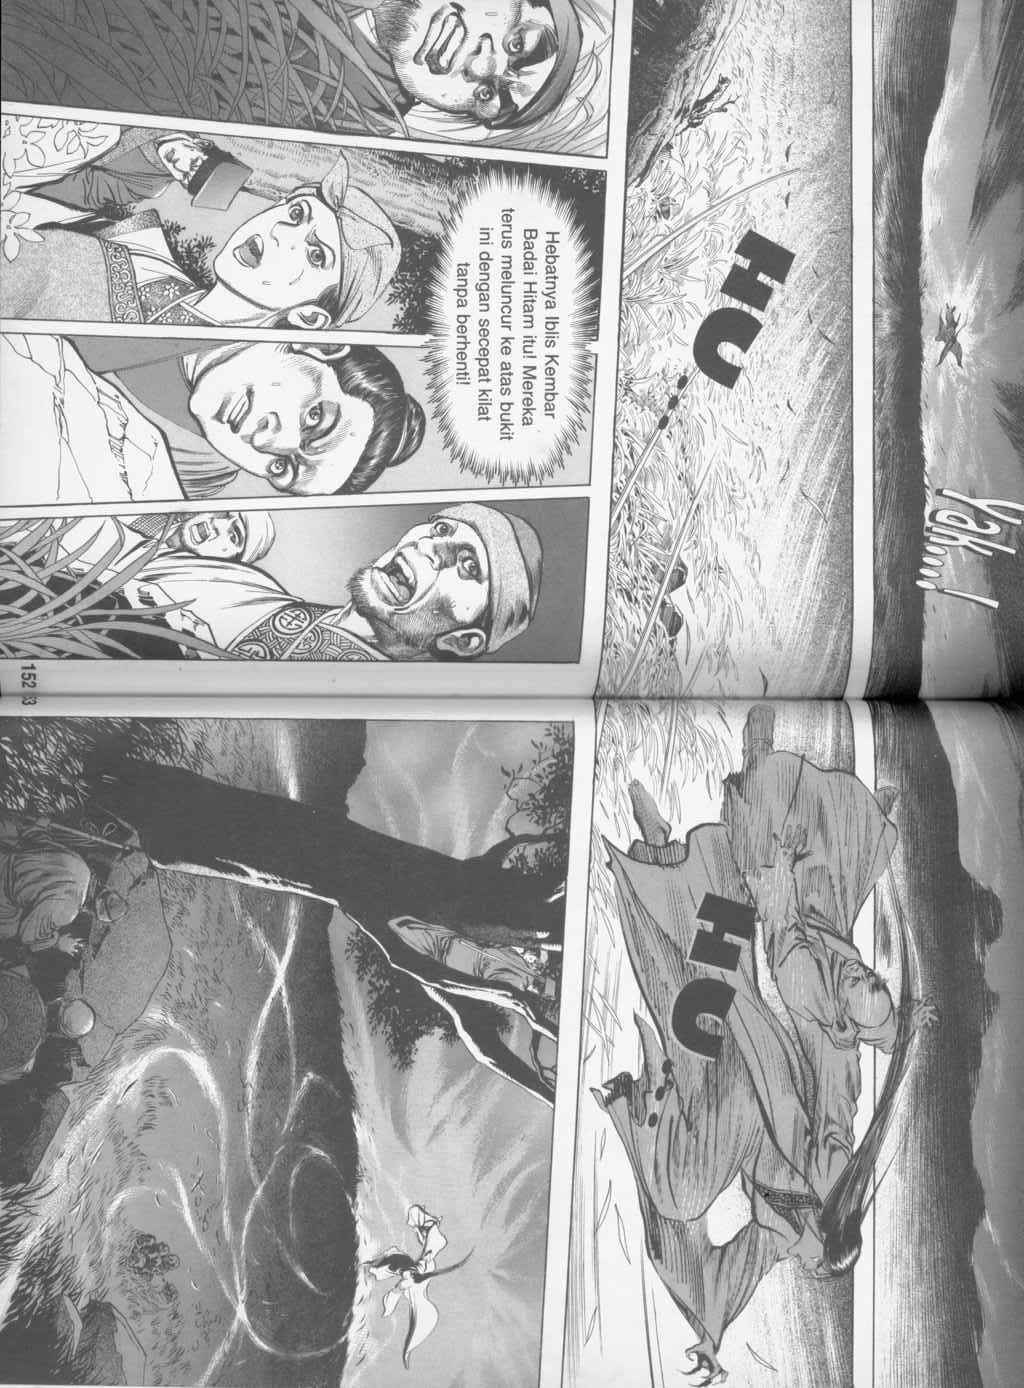 HU
HU
Hebatnya Iblis Kembar
Badai Hitam itu! Mereka
terus meluncur ke atas bukit
ini dengan secepat kilat
tanpa berhenti!
152